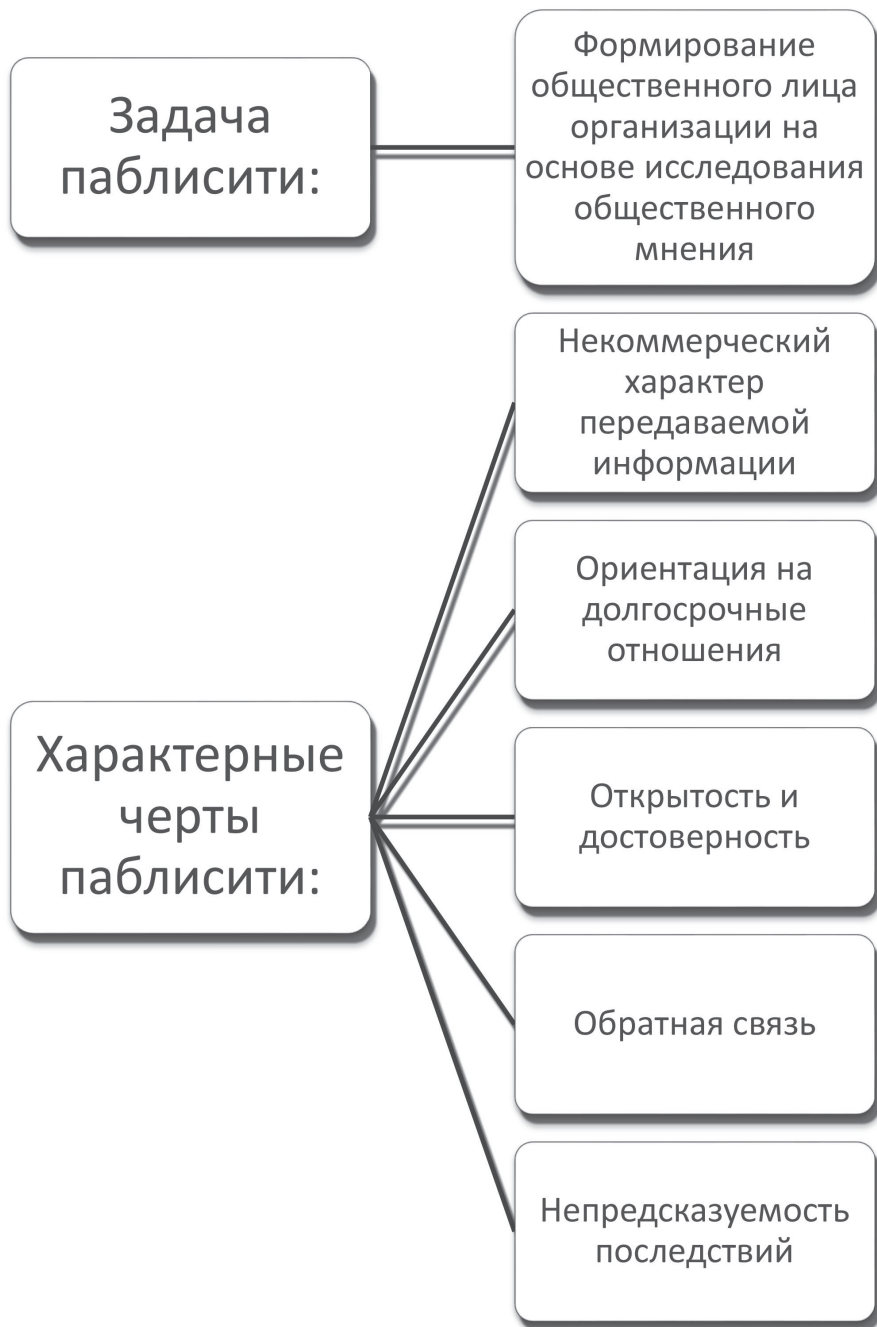 Задача
паблисити:
Формирование
общественного лица
организации на
основе исследования
общественного
мнения
Характерные
черты
паблисити:
Некоммерческий
характер
передаваемой
информации
Ориентация на
долгосрочные
отношения
Открытость и
достоверность
Обратная связь
Непредсказуемость
последствий